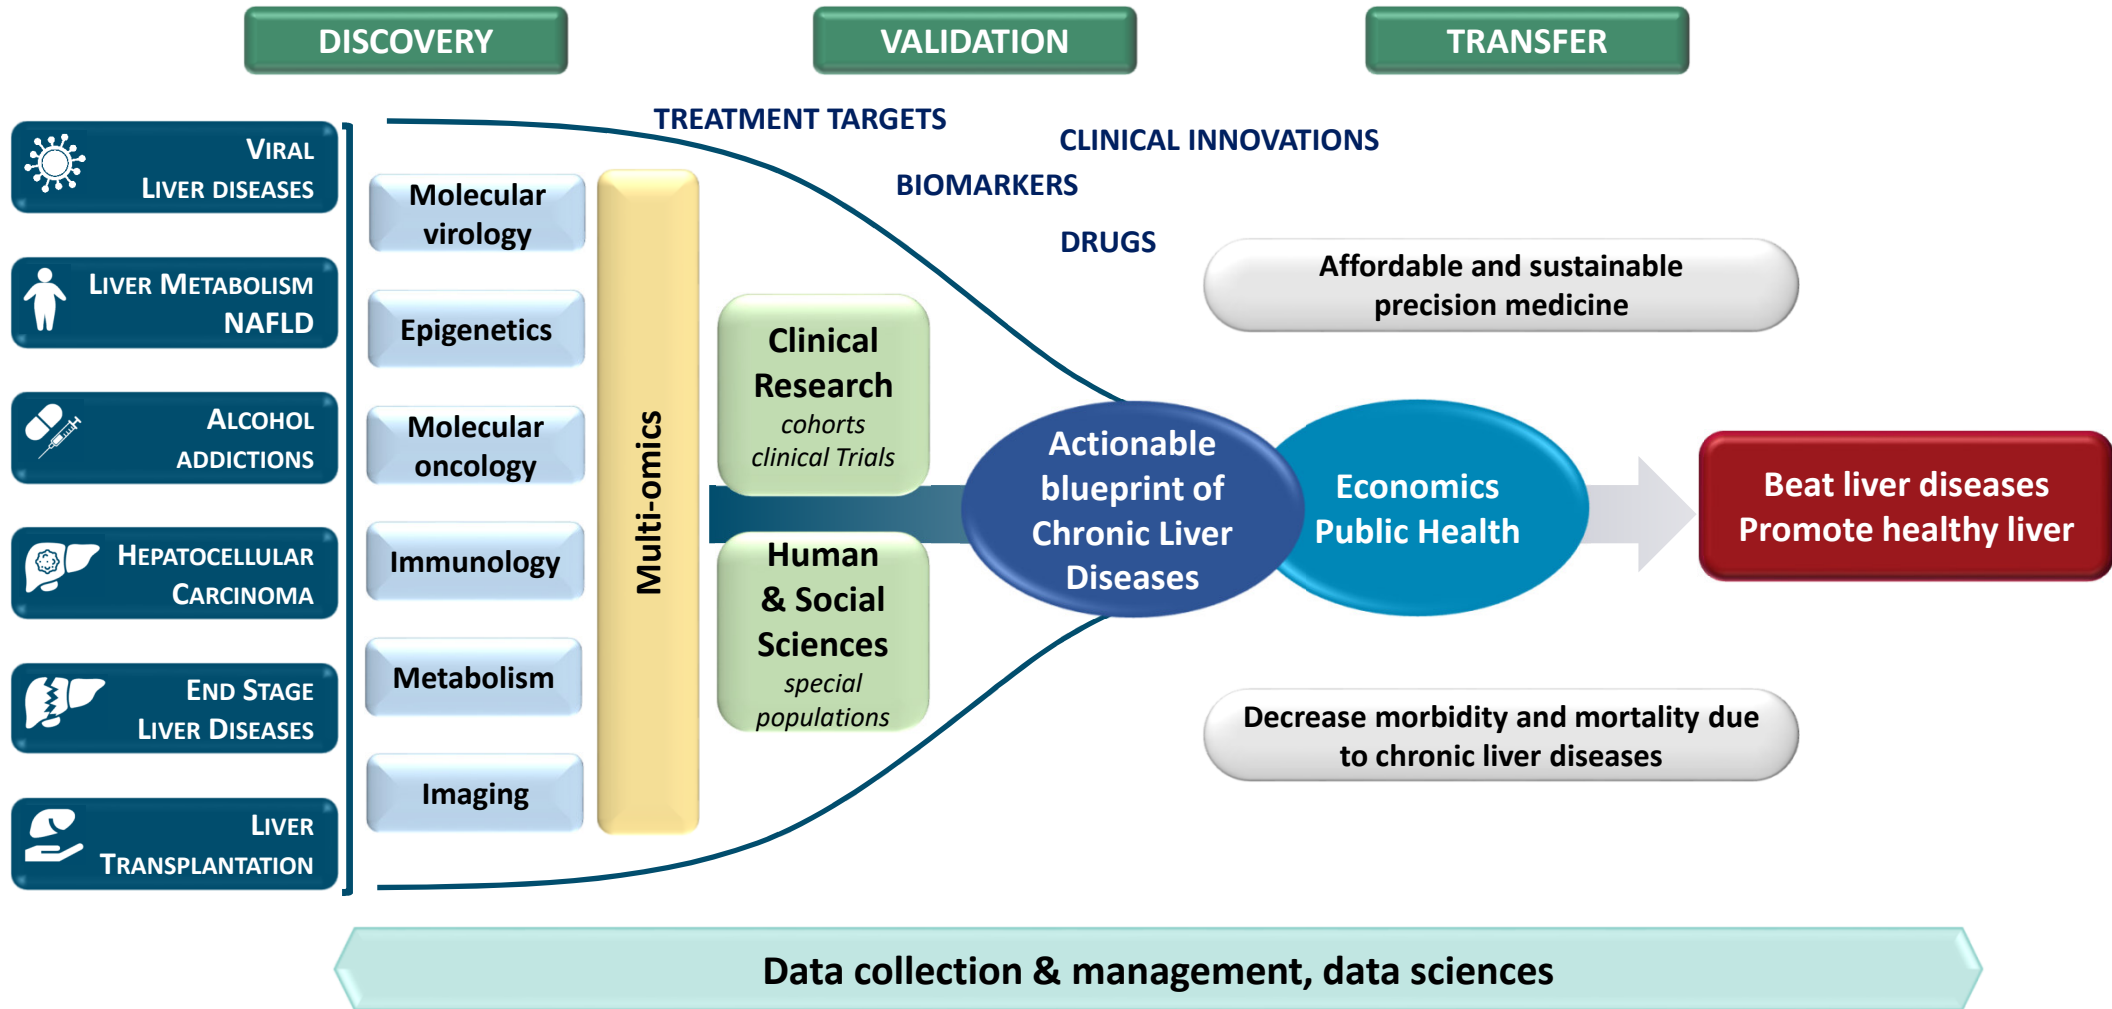 DISCOVERY
VALIDATION
TRANSFER
VIRAL
LIVER DISEASES
LIVER METABOLISM
NAFLD
ALCOHOL
ADDICTIONS
HEPATOCELLULAR
CARCINOMA
END STAGE
LIVER DISEASES
LIVER
TRANSPLANTATION
Molecular
virology
Epigenetics
Molecular
oncology
Immunology
Metabolism
Imaging
Multi-omics
TREATMENT TARGETS
CLINICAL INNOVATIONS
BIOMARKERS
DRUGS
Clinical
Research
cohorts
clinical Trials
Human
& Social
Sciences
special
populations
Actionable
blueprint of
Chronic Liver
Diseases
Economics
Public Health
Affordable and sustainable
precision medicine
Decrease morbidity and mortality due
to chronic liver diseases
Beat liver diseases
Promote healthy liver
Data collection & management, data sciences